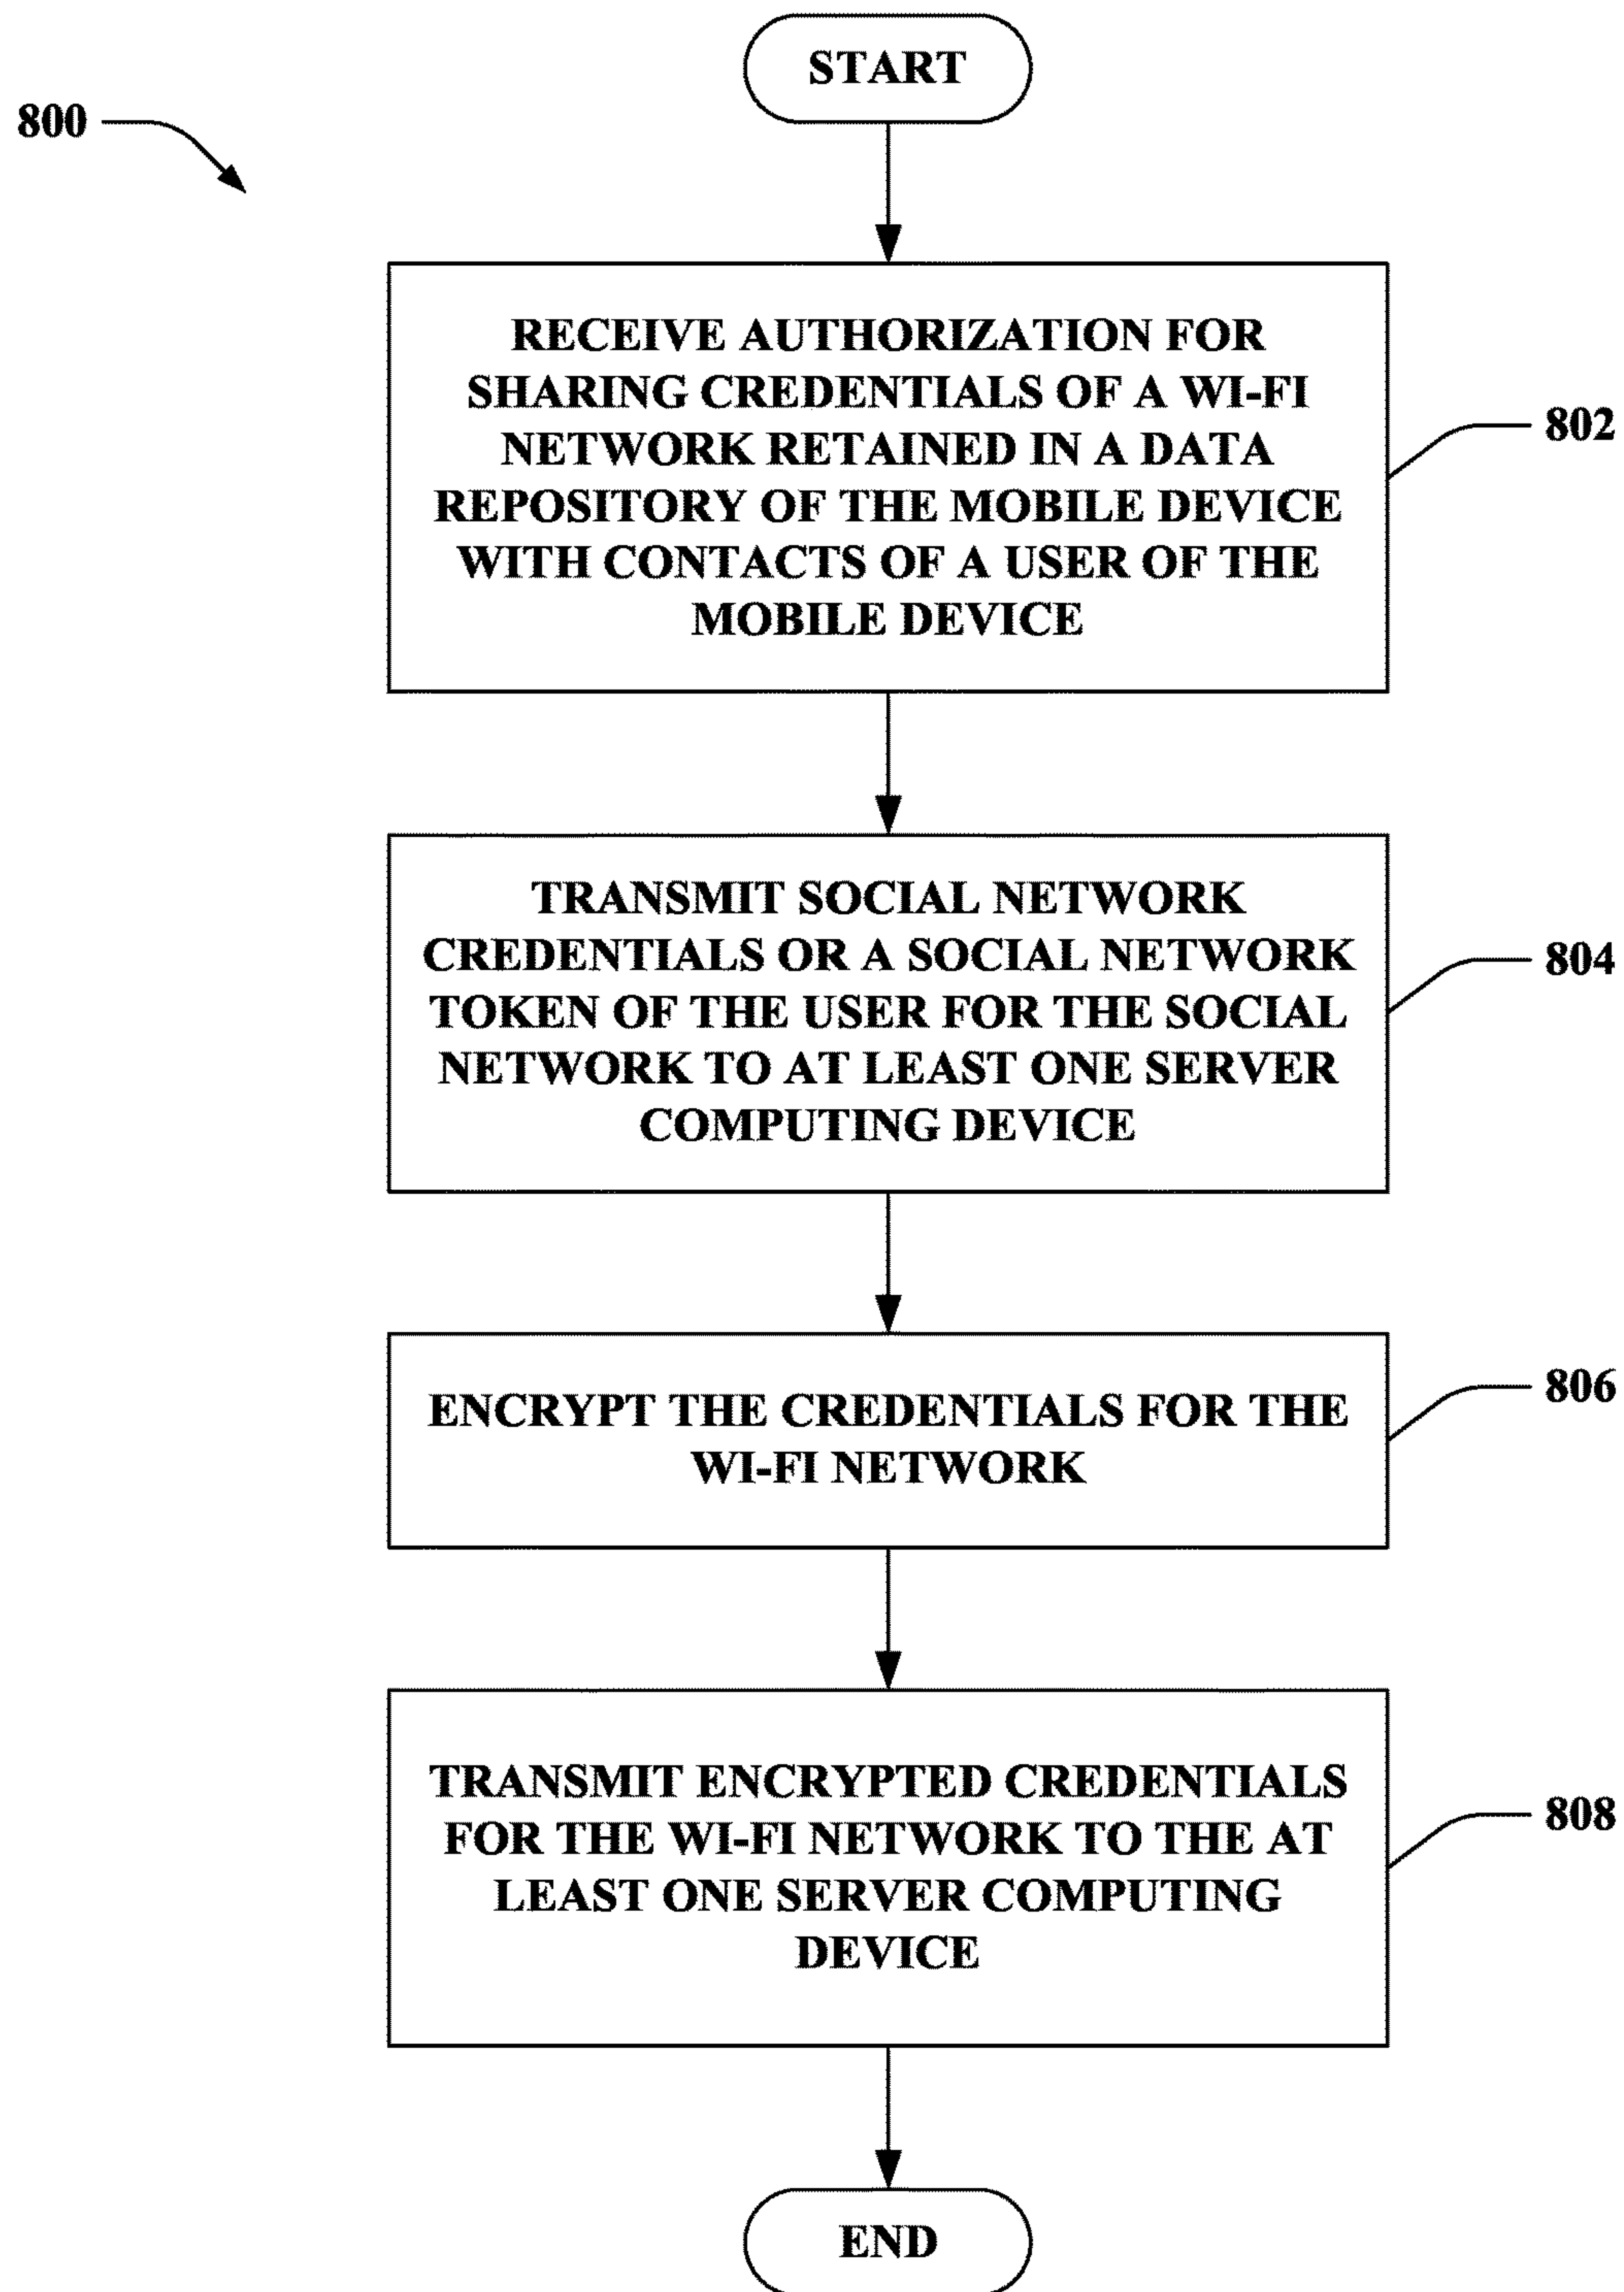 START
800
RECEIVE AUTHORIZATION FOR
SHARING CREDENTIALS OF A WI-FI
NETWORK RETAINED IN A DATA
REPOSITORY OF THE MOBILE DEVICE
WITH CONTACTS OF A USER OF THE
MOBILE DEVICE
802
TRANSMIT SOCIAL NETWORK
CREDENTIALS OR A SOCIAL NETWORK
TOKEN OF THE USER FOR THE SOCIAL
NETWORK TO AT LEAST ONE SERVER
COMPUTING DEVICE
804
ENCRYPT THE CREDENTIALS FOR THE
WI-FI NETWORK
806
TRANSMIT ENCRYPTED CREDENTIALS
FOR THE WI-FI NETWORK TO THE AT
LEAST ONE SERVER COMPUTING
DEVICE
808
END